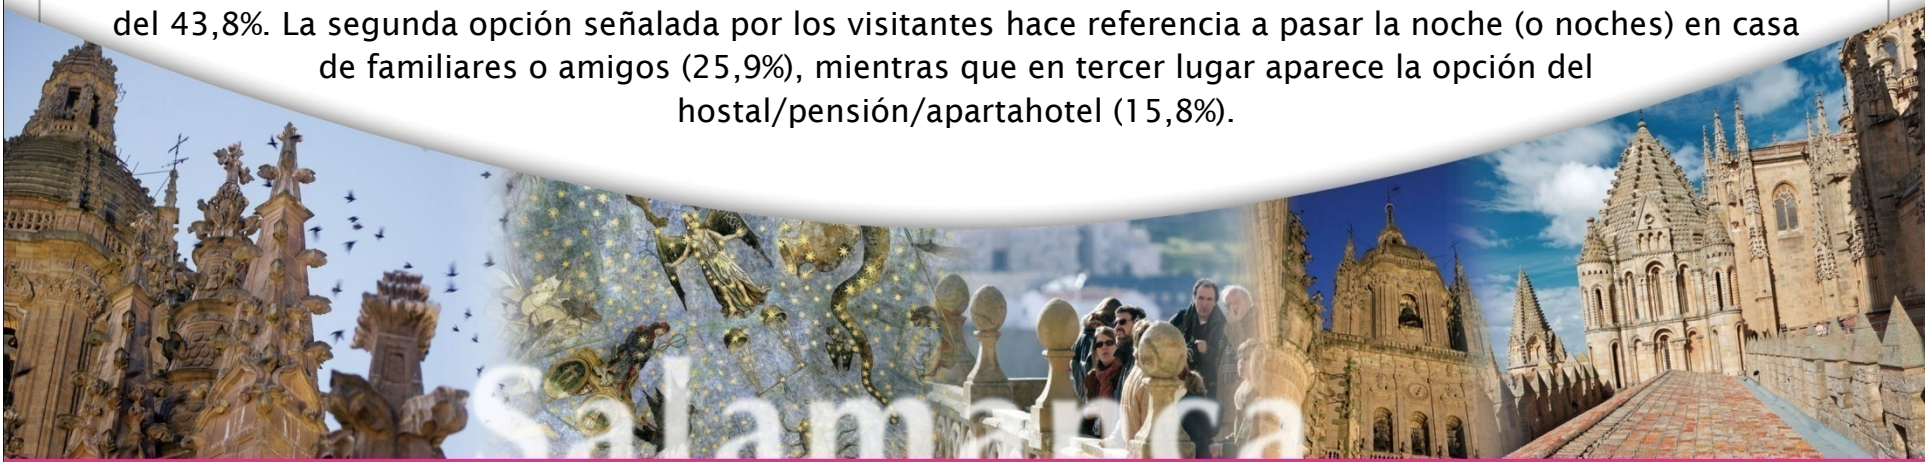 del 43,8%. La segunda opción señalada por los visitantes hace referencia a pasar la noche (o noches) en casa
de familiares o amigos (25,9%), mientras que en tercer lugar aparece la opción del
hostal/pensión/apartahotel (15,8%).
Salamanca